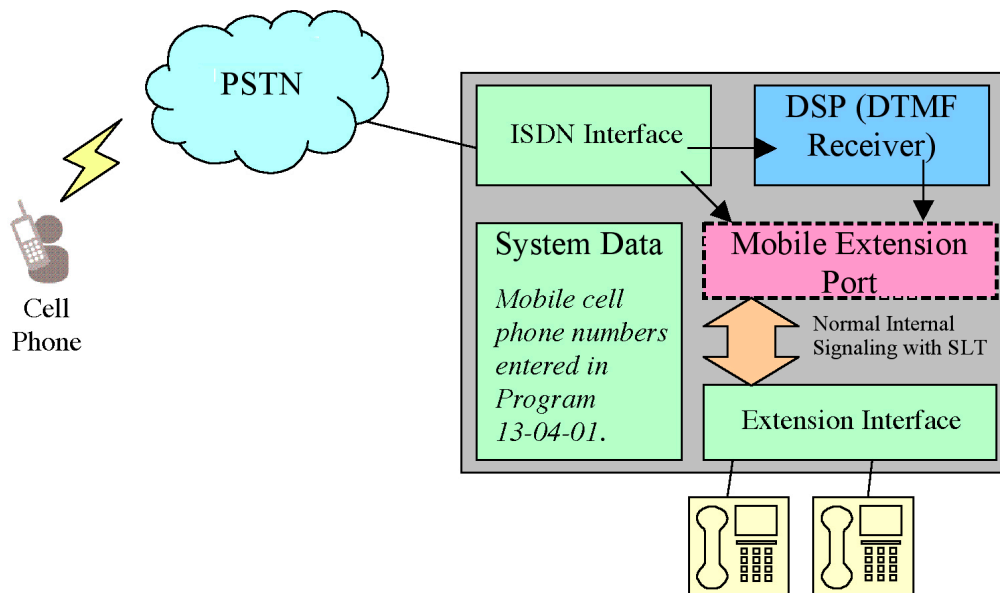 PSTN
ISDN Interface
DSP (DTMF
Receiver)
System Data
Mobile cell
phone numbers
entered in
Program
13-04-01.
Mobile Extension
Port
Normal Internal
Signaling with SLT
Extension Interface
Cell
Phone